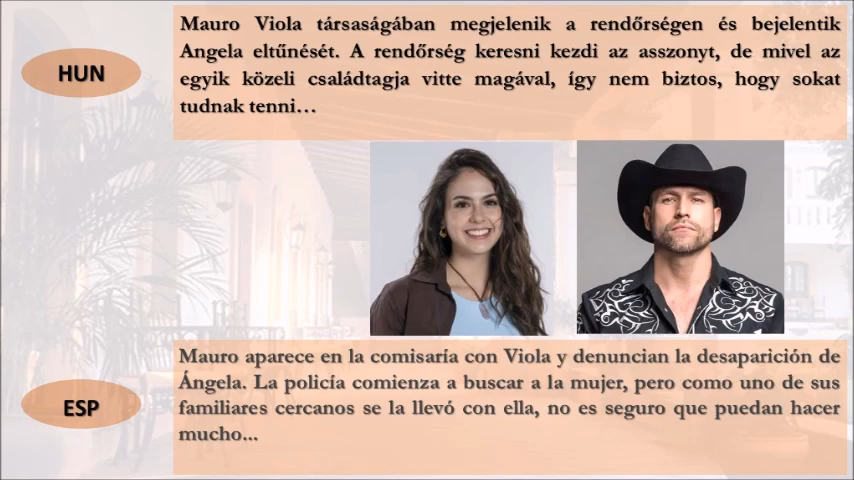 HUN
Mauro Viola társaságában megjelenik a rendőrségen és bejelentik
Angela eltűnését. A rendőrség keresni kezdi az asszonyt, de mivel az
egyik közeli családtagja vitte magával, így nem biztos, hogy sokat
tudnak tenni…
ESP
Mauro aparece en la comisaría con Viola y denuncian la desaparición de
Ángela. La policía comienza a buscar a la mujer, pero como uno de sus
familiares cercanos se la llevó con ella, no es seguro que puedan hacer
mucho...